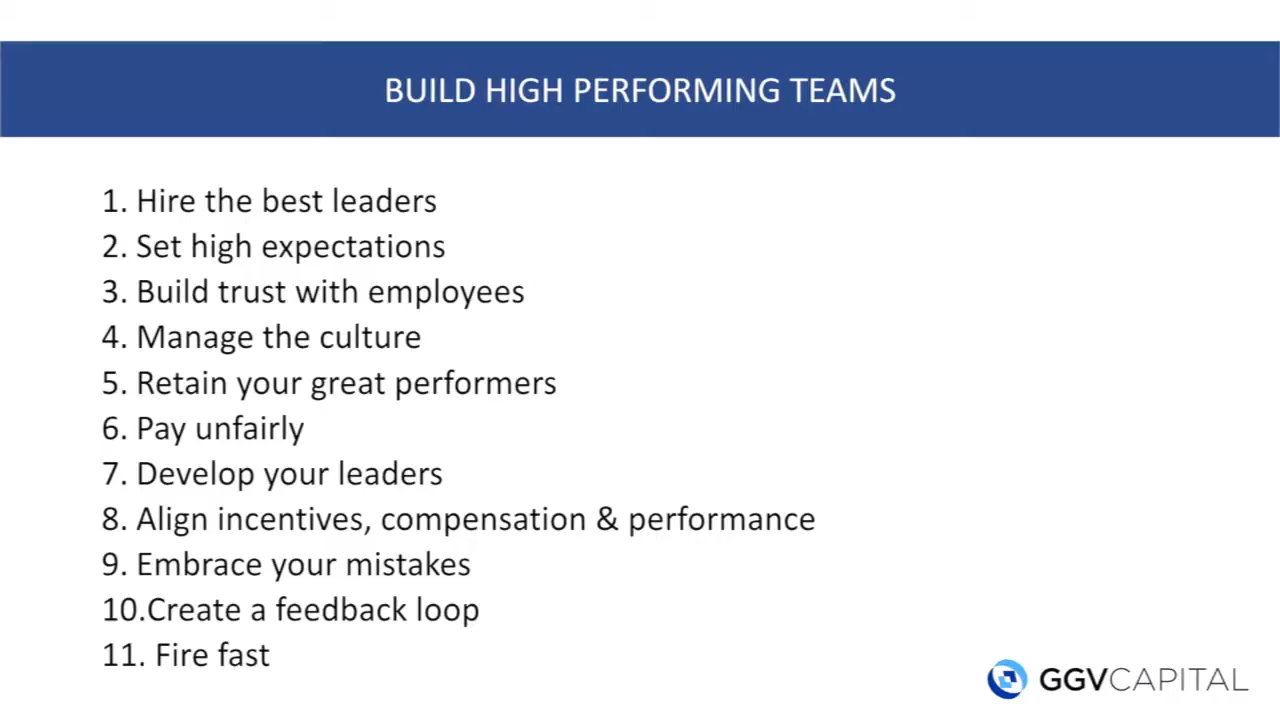 BUILD HIGH PERFORMING TEAMS
1. Hire the best leaders
2. Set high expectations
3. Build trust with employees
4. Manage the culture
5. Retain your great performers
6. Pay unfairly
7. Develop your leaders
8. Align incentives, compensation & performance
9. Embrace your mistakes
10.Create a feedback loop
11. Fire fast
GGVCAPITAL